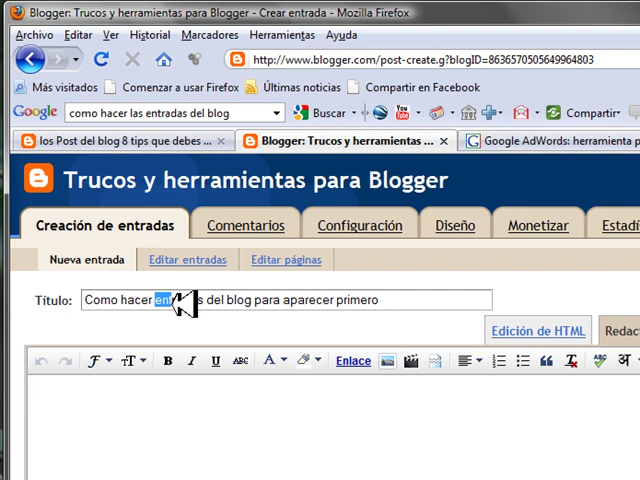 Blogger: Trucos y herramientas para Blogger - Crear entrada - Mozilla Firefox
Archivo Editar Ver Historial Marcadores Herramientas Ayuda
http://www.blogger.com/post-create.g?blogID=8636570505649964803
Más visitados Comenzar a usar Firefox Últimas noticias Compartir en Facebook
Google como hacer las entradas del blog Buscar Compartir
los Post del blog 8 tips que debes ... Blogger: Trucos y herramientas ... Google AdWords: herramienta p
Trucos y herramientas para Blogger
Creación de entradas Comentarios Configuración Diseño Monetizar Estadí
Nueva entrada Editar entradas Editar páginas
Título: Como hacer en s del blog para aparecer primero
Edición de HTML Redac
F TT B I U ABC A Enlace